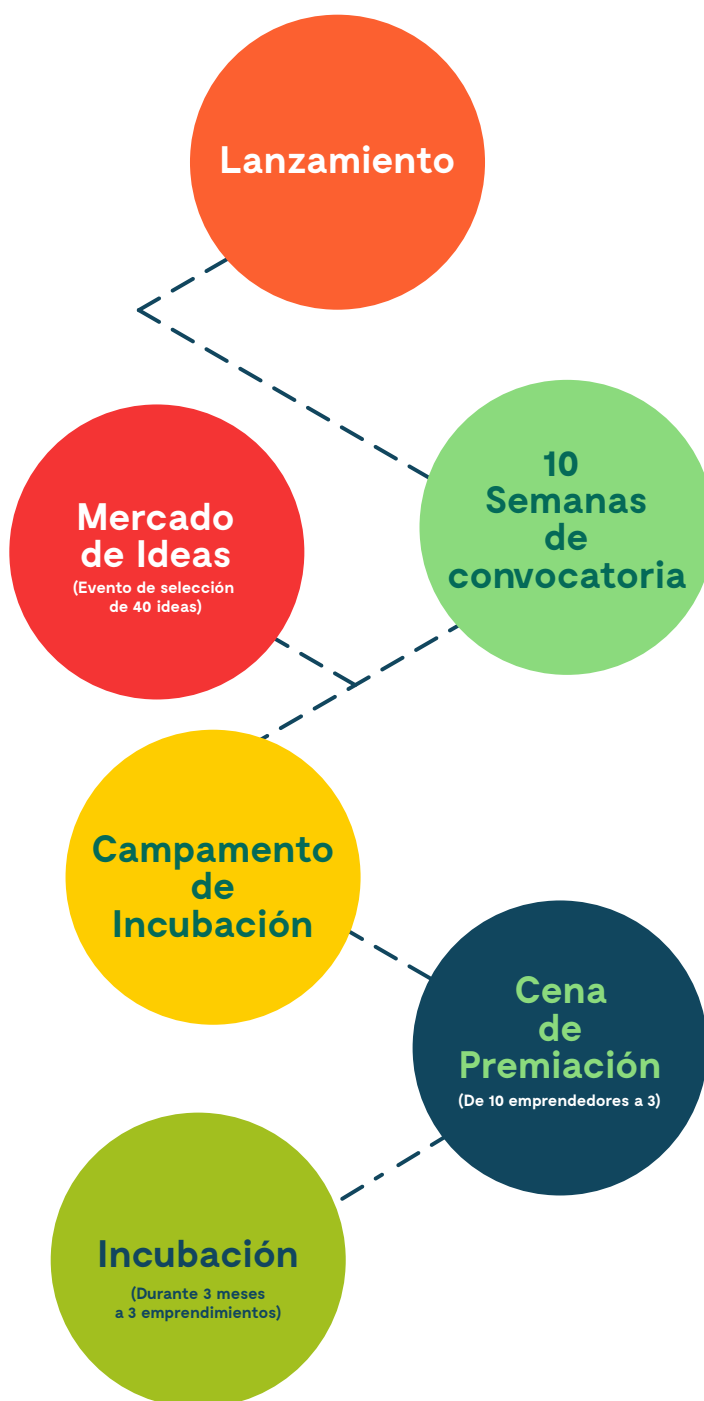 Lanzamiento
10
Semanas
de
convocatoria
Mercado
de Ideas
(Evento de selección
de 40 ideas)
Campamento
de
Incubación
Cena
de
Premiación
(De 10 emprendedores a 3)
Incubación
(Durante 3 meses
a 3 emprendimientos)